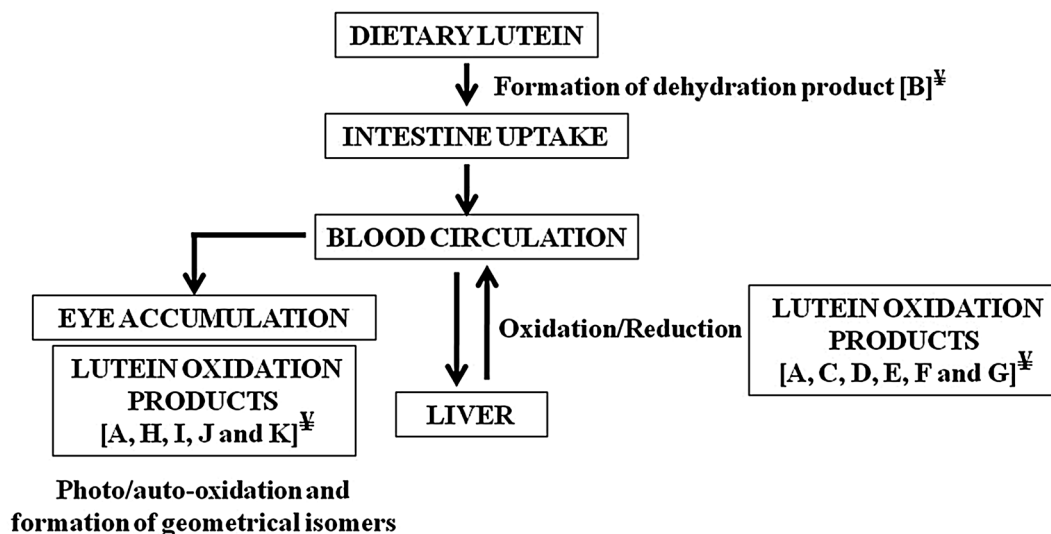 DIETARY LUTEIN
Formation of dehydration product [B]¥
INTESTINE UPTAKE
BLOOD CIRCULATION
EYE ACCUMULATION
Oxidation/Reduction
LUTEIN OXIDATION
PRODUCTS
[A, C, D, E, F and G]¥
LUTEIN OXIDATION
PRODUCTS
[A, H, I, J and K]¥
LIVER
Photo/auto-oxidation and
formation of geometrical isomers